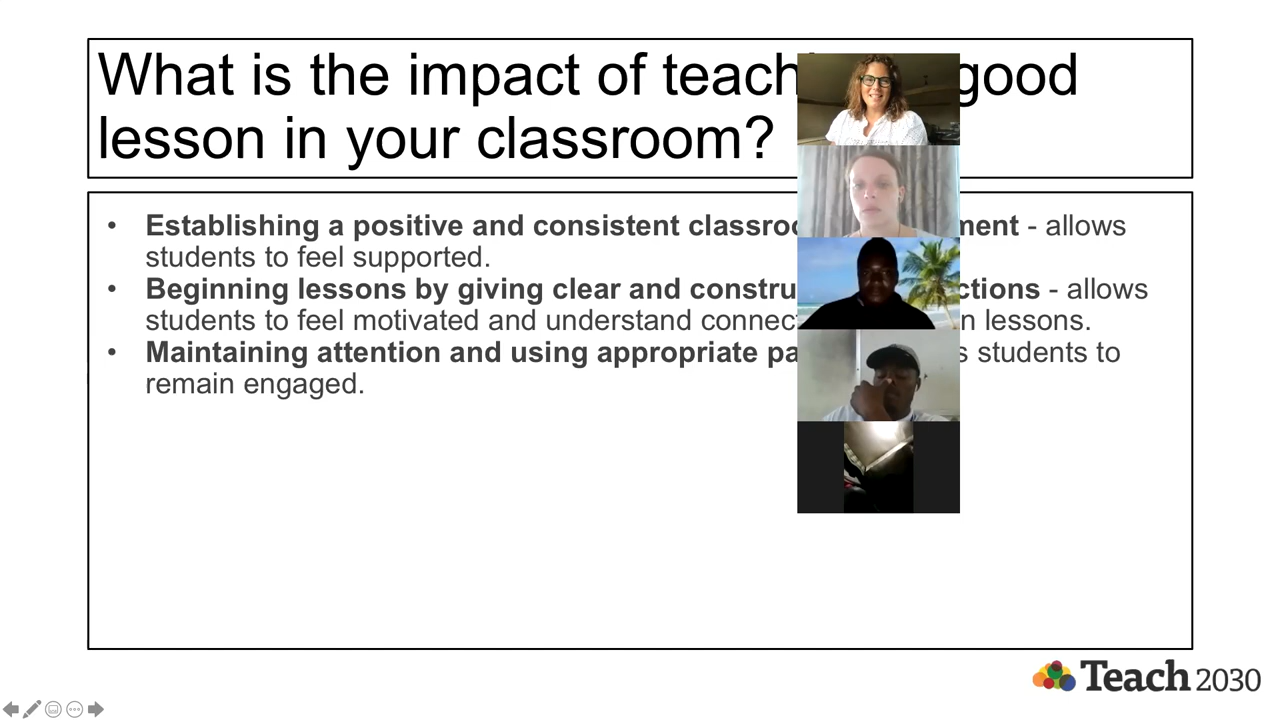 What is the impact of teach good
lesson in your classroom?
• Establishing a positive and consistent classroo ment - allows
students to feel supported.
• Beginning lessons by giving clear and constru ctions - allows
students to feel motivated and understand connect n lessons.
• Maintaining attention and using appropriate pa s students to
remain engaged.
Teach 2030